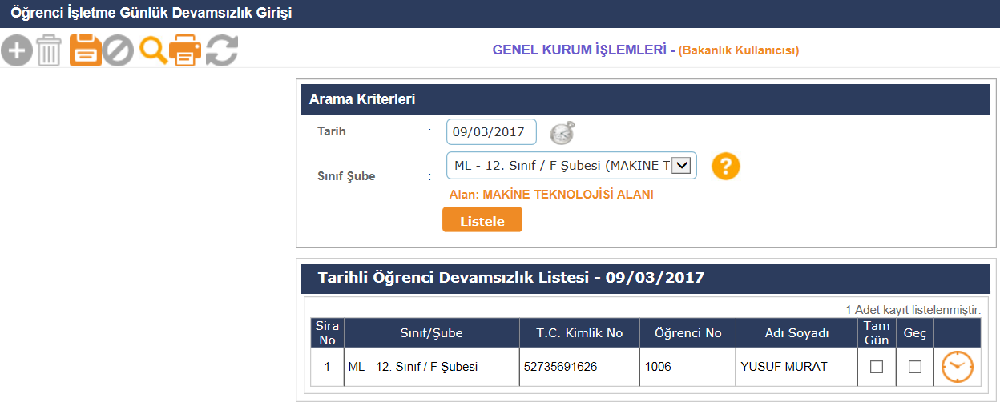 Öğrenci İşletme Günlük Devamsızlık Girişi
GENEL KURUM İŞLEMLERİ - (Bakanlık Kullanıcısı)
Arama Kriterleri
Tarih : 09/03/2017
Sınıf Şube : ML - 12. Sınıf / F Şubesi (MAKİNE T ?
Alan: MAKİNE TEKNOLOJİSİ ALANI
Listele
Tarihli Öğrenci Devamsızlık Listesi - 09/03/2017
1 Adet kayıt listelenmiştir.
Sira No Sınıf/Şube T.C. Kimlik No Öğrenci No Adı Soyadı Tam Gün Geç
1 ML - 12. Sınıf / F Şubesi 52735691626 1006 YUSUF MURAT